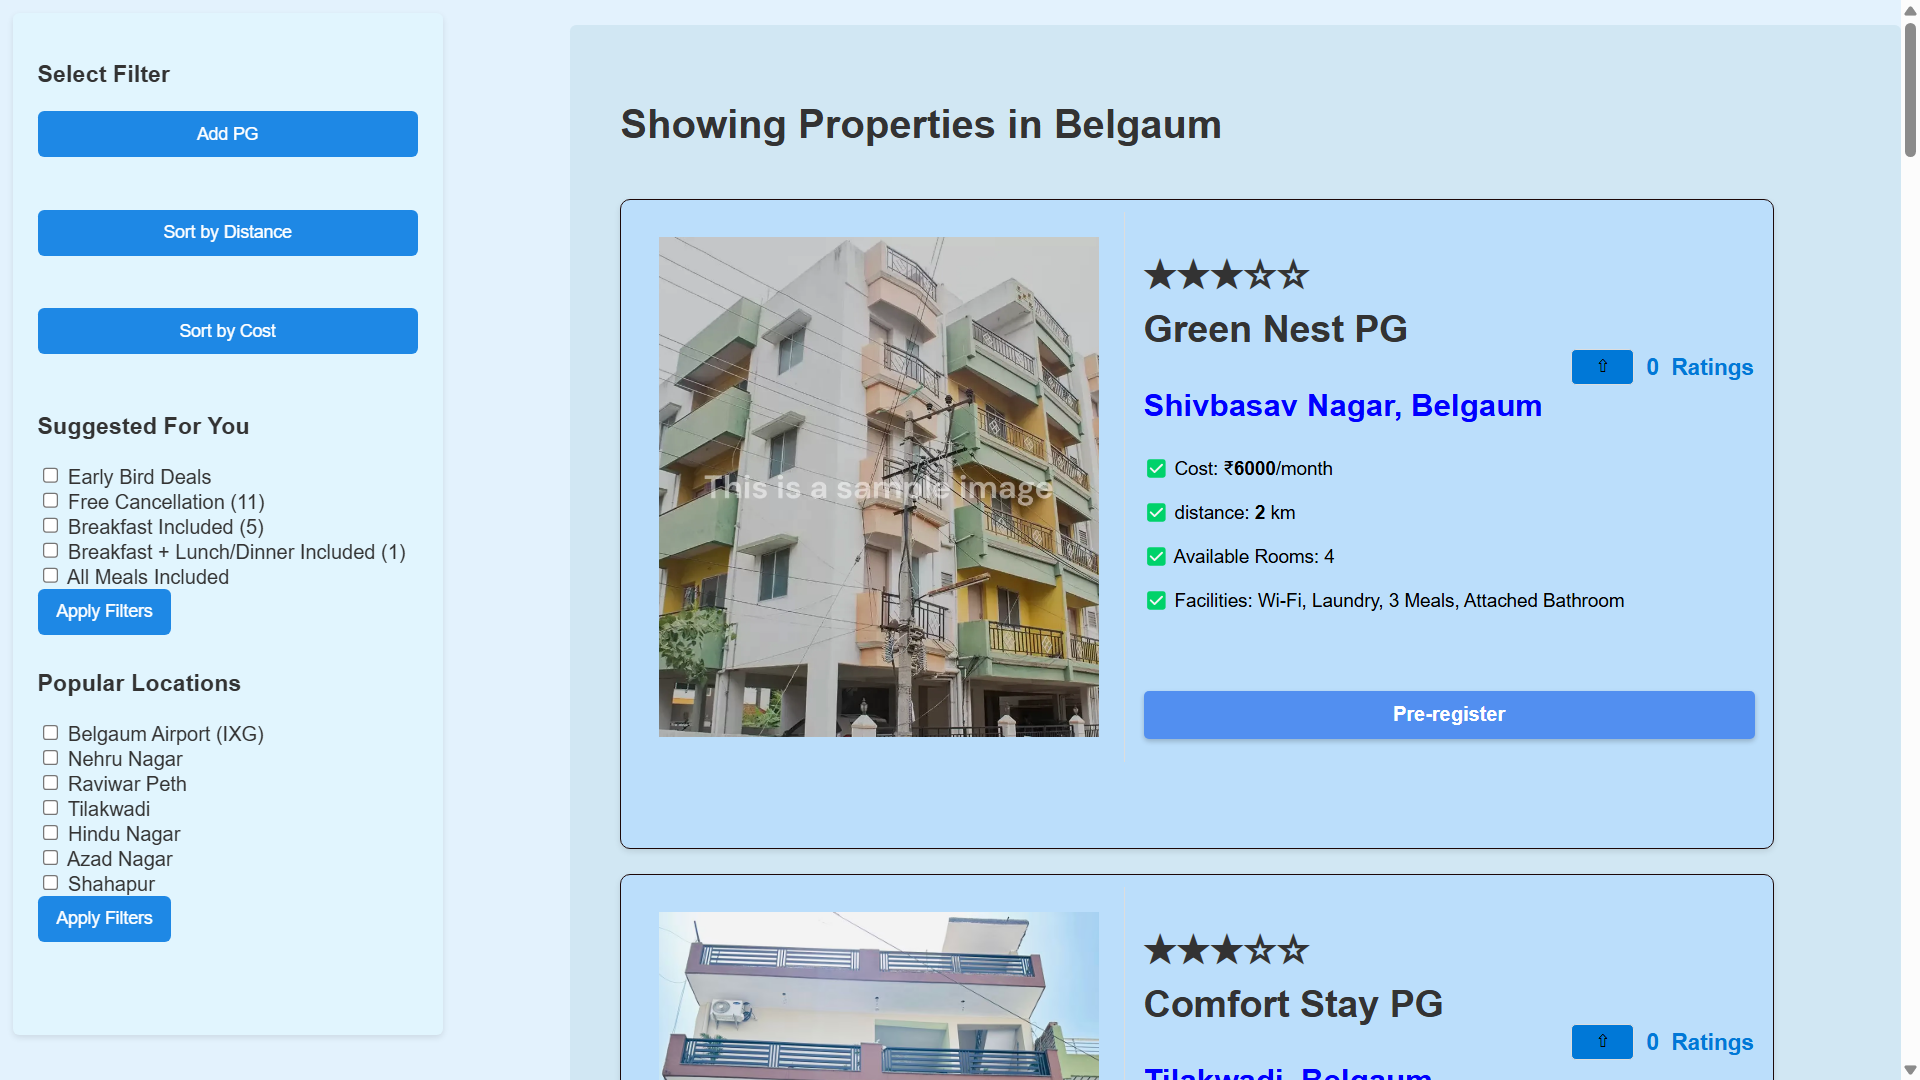 Select Filter
Add PG
Sort by Distance
Sort by Cost
Suggested For You
Early Bird Deals
Free Cancellation (11)
Breakfast Included (5)
Breakfast + Lunch/Dinner Included (1)
All Meals Included
Apply Filters
Popular Locations
Belgaum Airport (IXG)
Nehru Nagar
Raviwar Peth
Tilakwadi
Hindu Nagar
Azad Nagar
Shahapur
Apply Filters
Showing Properties in Belgaum
This is a sample image
★★★☆☆
Green Nest PG
⇧ 0 Ratings
Shivbasav Nagar, Belgaum
✅ Cost: ₹6000/month
✅ distance: 2 km
✅ Available Rooms: 4
✅ Facilities: Wi-Fi, Laundry, 3 Meals, Attached Bathroom
Pre-register
★★★☆☆
Comfort Stay PG
⇧ 0 Ratings
Tilakwadi, Belgaum